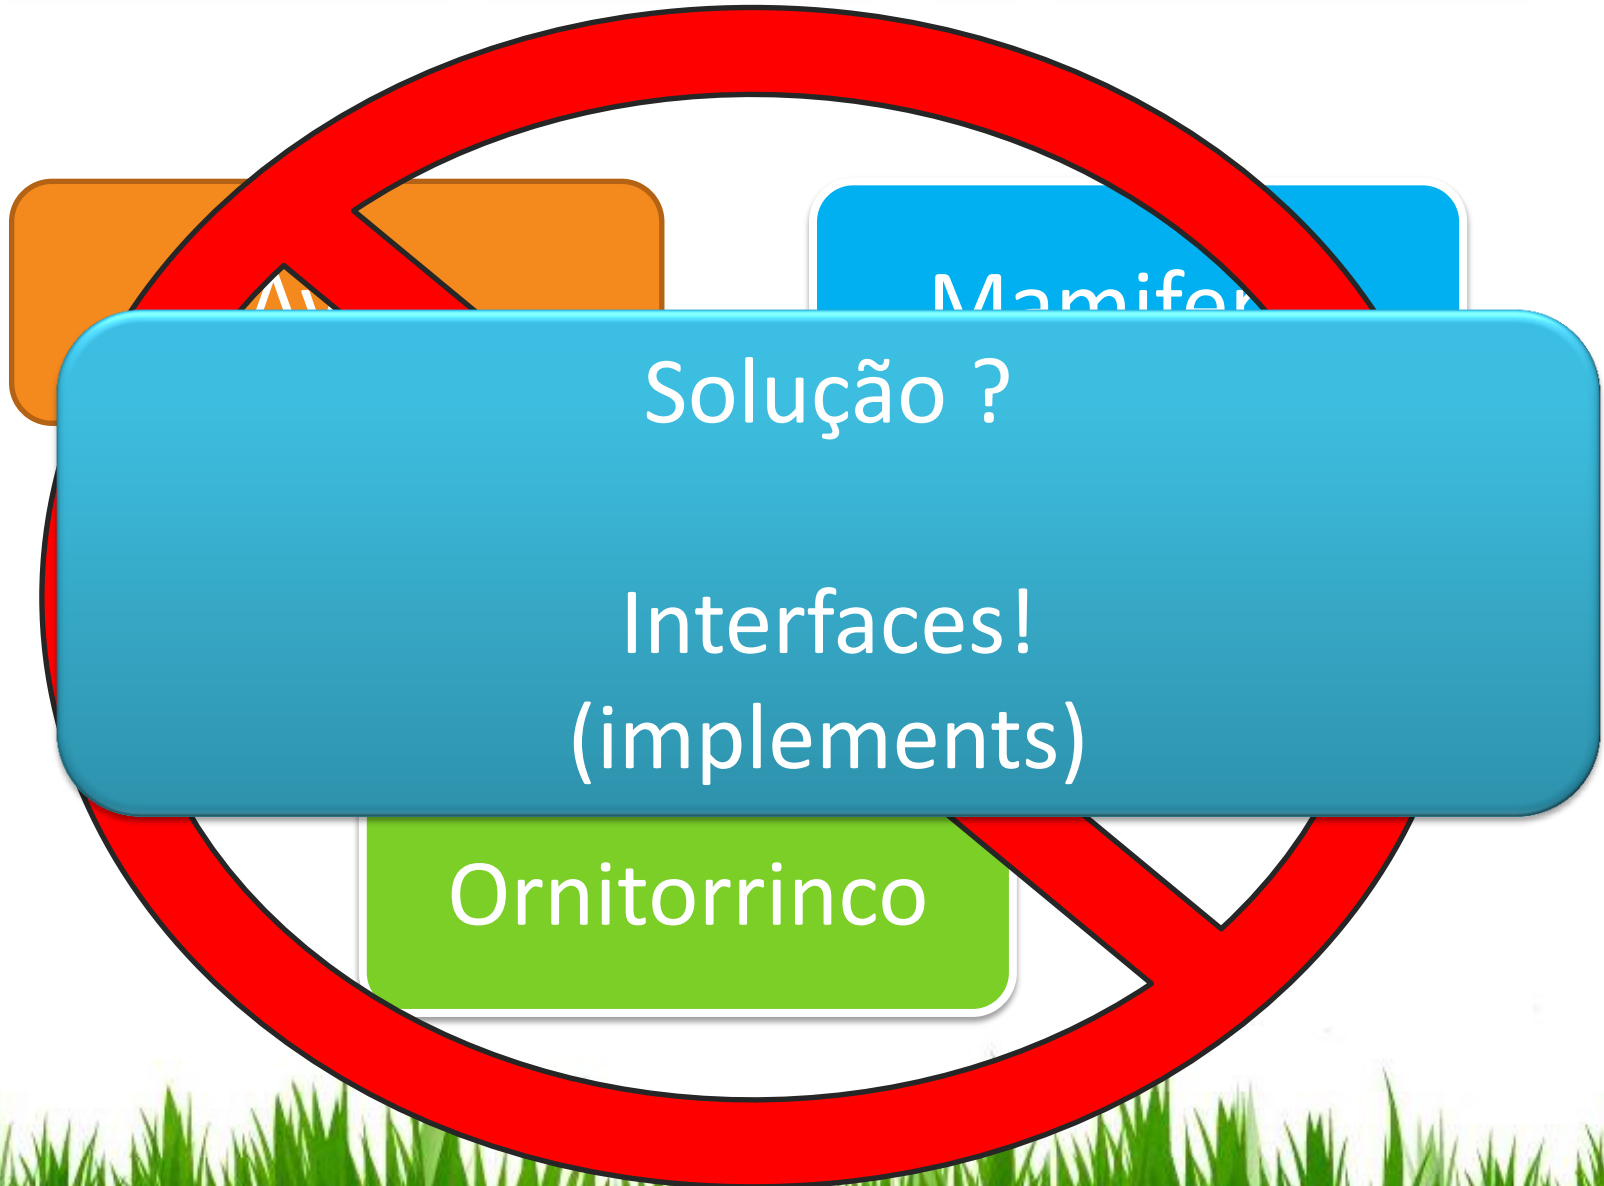 Solução ?
Interfaces!
(implements)
Ornitorrinco